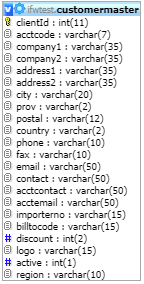 ifwtest.customermaster
clientId : int(11)
acctcode : varchar(7)
company1 : varchar(35)
company2 : varchar(35)
address1 : varchar(35)
address2 : varchar(35)
city : varchar(20)
prov : varchar(2)
postal : varchar(12)
country : varchar(2)
phone : varchar(10)
fax : varchar(10)
email : varchar(50)
contact : varchar(50)
acctcontact : varchar(50)
acctemail : varchar(50)
importerno : varchar(15)
billtocode : varchar(15)
# discount : int(2)
logo : varchar(15)
# active : int(1)
region : varchar(10)